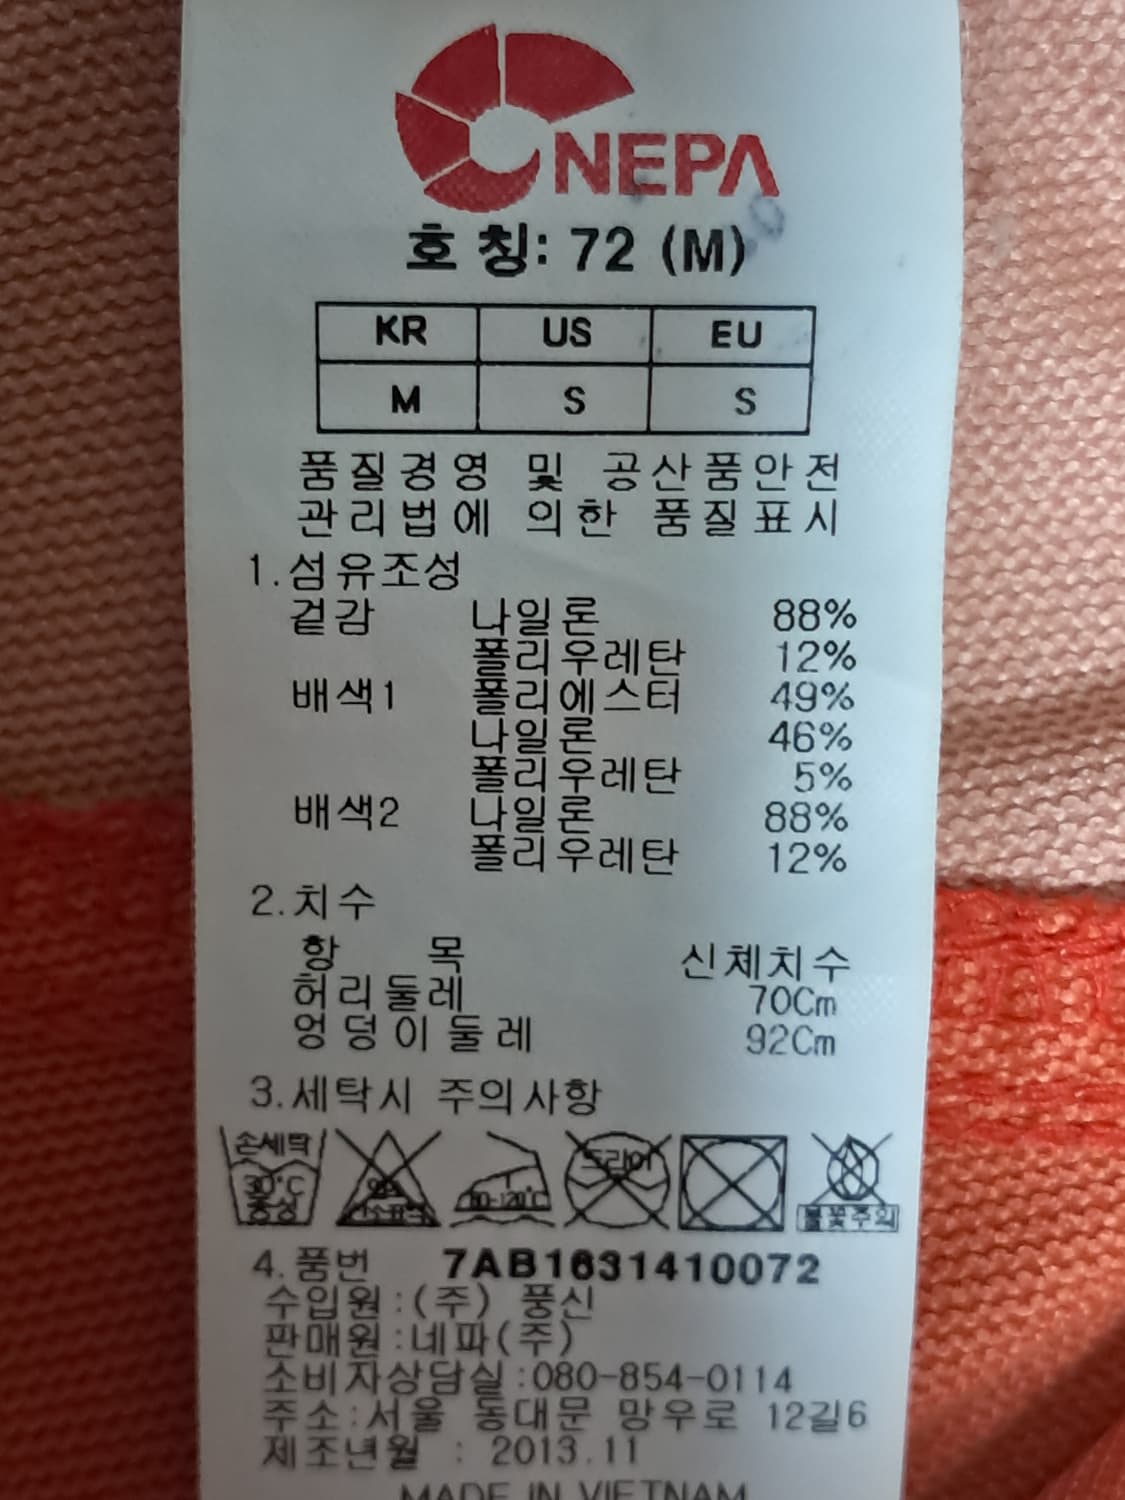 NEPA
호 칭: 72 (M)
KR US EU
M S S
품질경영 및 공산품안전
관리법에 의한 품질표시
1.섬유조성
겉감 나일론 88%
폴리우레탄 12%
배색1 폴리에스터 49%
나일론 46%
폴리우레탄 5%
배색2 나일론 88%
폴리우레탄 12%
2.치수
항 목 신체치수
허리둘레 70Cm
엉덩이둘레 92Cm
3.세탁시 주의사항
손세탁 드라이
30°C 80-120°C
중성 불꽃주의
4.품번 7AB1631410072
수입원:(주) 풍신
판매원:네파(주)
소비자상담실:080-854-0114
주소:서울 동대문 망우로 12길6
제조년월 : 2013.11
MADE IN VIETNAM